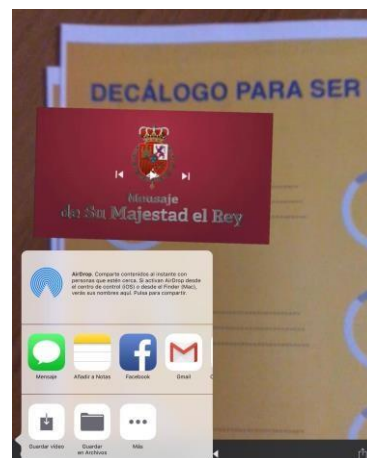 DECÁLOGO PARA SER
Mensaje
de Su Majestad el Rey
AirDrop. Comparte contenidos al instante con
personas que estén cerca. Si activan AirDrop desde
el centro de control (iOS) o desde el Finder (Mac),
verás sus nombres aquí. Pulsa para compartir.
Mensaje
Añadir a Notas
Facebook
Gmail
Guardar vídeo
Guardar
en Archivos
Más